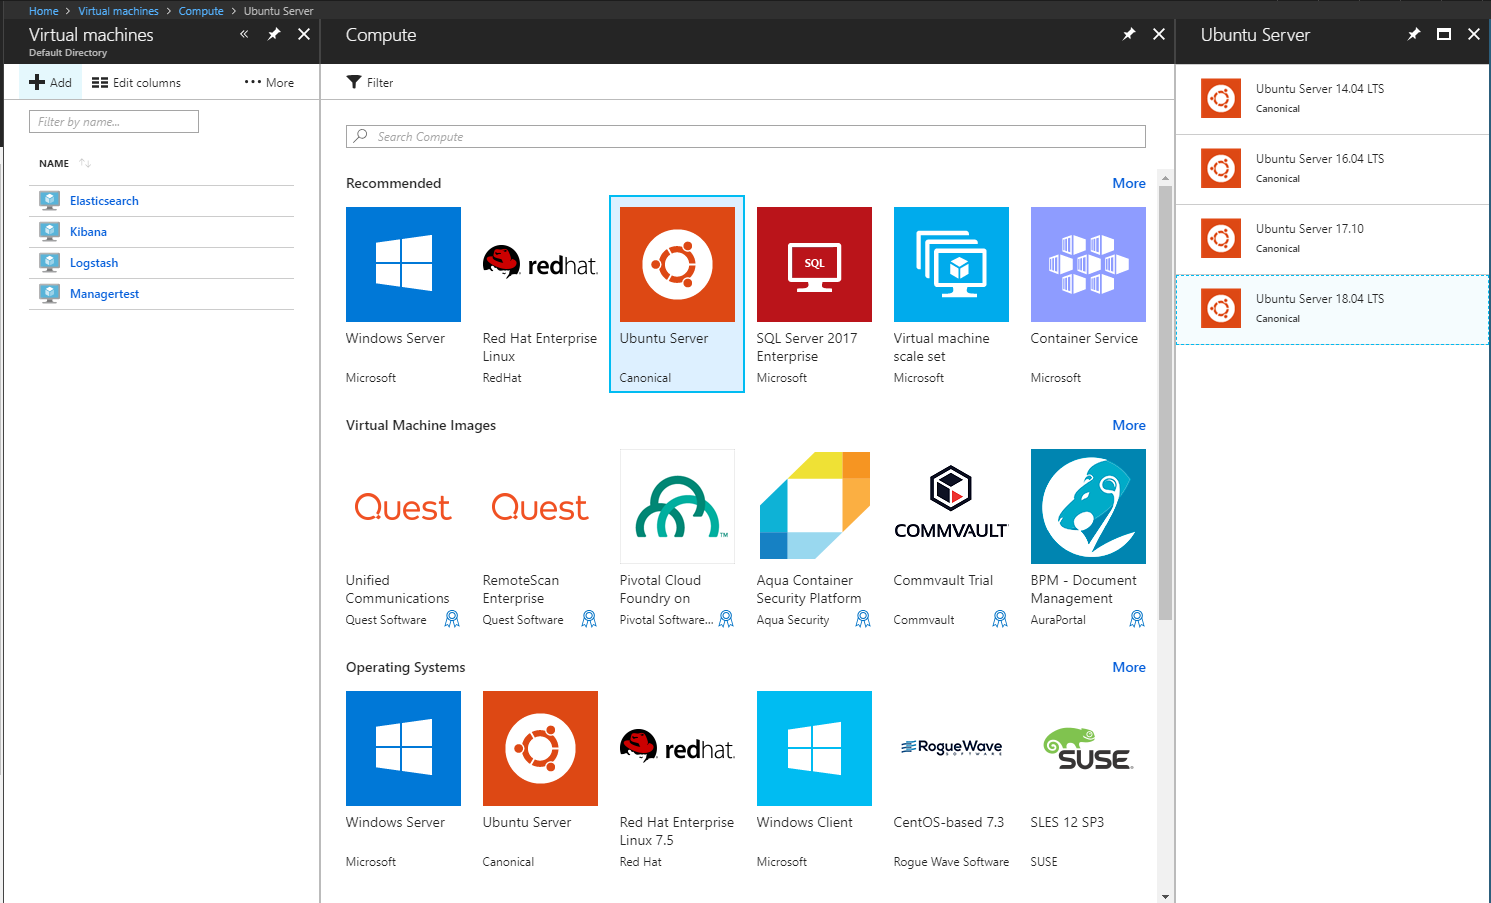 Home > Virtual machines > Compute > Ubuntu Server
Virtual machines
Default Directory
Add
Edit columns
More
Filter by name...
NAME
Elasticsearch
Kibana
Logstash
Managertest
Compute
Filter
Search Compute
Recommended
More
redhat.
SQL
Windows Server
Microsoft
Red Hat Enterprise
Linux
RedHat
Ubuntu Server
Canonical
SQL Server 2017
Enterprise
Microsoft
Virtual machine
scale set
Microsoft
Container Service
Microsoft
Virtual Machine Images
More
Quest
Quest
TM
COMMVAULT
Unified
Communications
Quest Software
RemoteScan
Enterprise
Quest Software
Pivotal Cloud
Foundry on
Pivotal Software...
Aqua Container
Security Platform
Aqua Security
Commvault Trial
Commvault
BPM - Document
Management
AuraPortal
Operating Systems
More
redhat.
RogueWave
SOFTWARE
SUSE
Windows Server
Microsoft
Ubuntu Server
Canonical
Red Hat Enterprise
Linux 7.5
Red Hat
Windows Client
Microsoft
CentOS-based 7.3
Rogue Wave Software
SLES 12 SP3
SUSE
Ubuntu Server
Ubuntu Server 14.04 LTS
Canonical
Ubuntu Server 16.04 LTS
Canonical
Ubuntu Server 17.10
Canonical
Ubuntu Server 18.04 LTS
Canonical